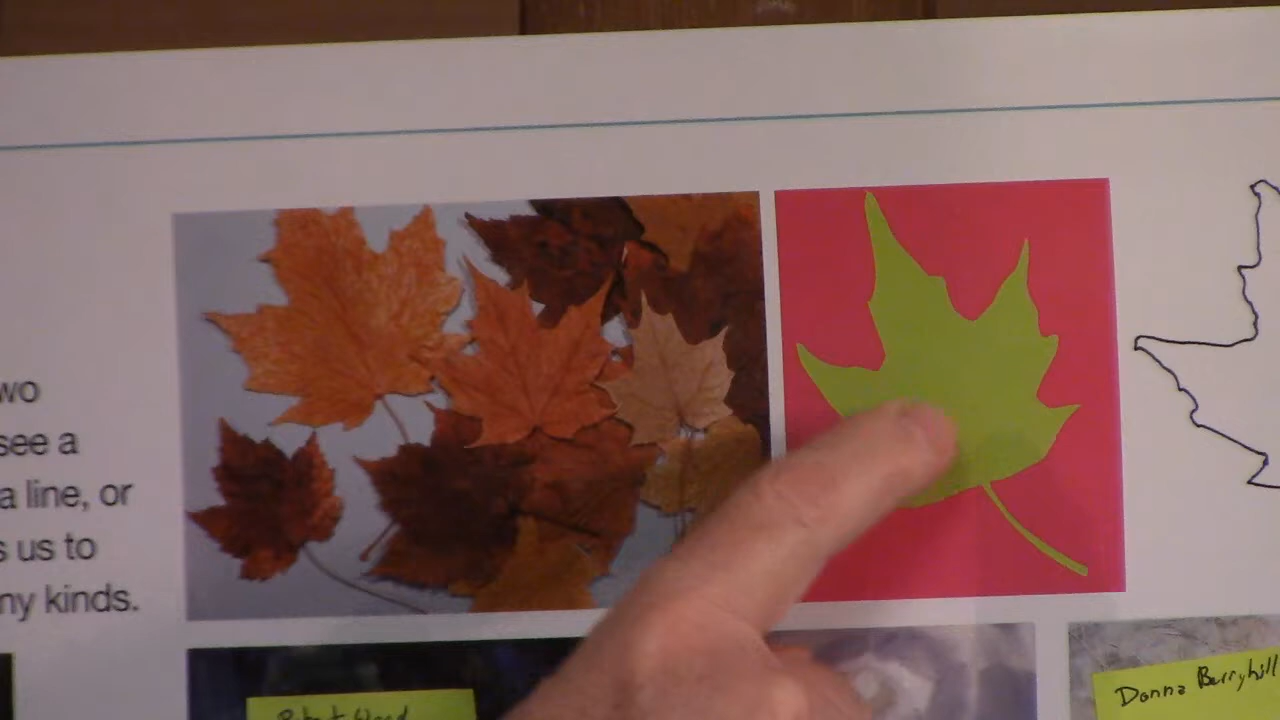 wo
see a
a line, or
s us to
ny kinds.
Donna Berryhill